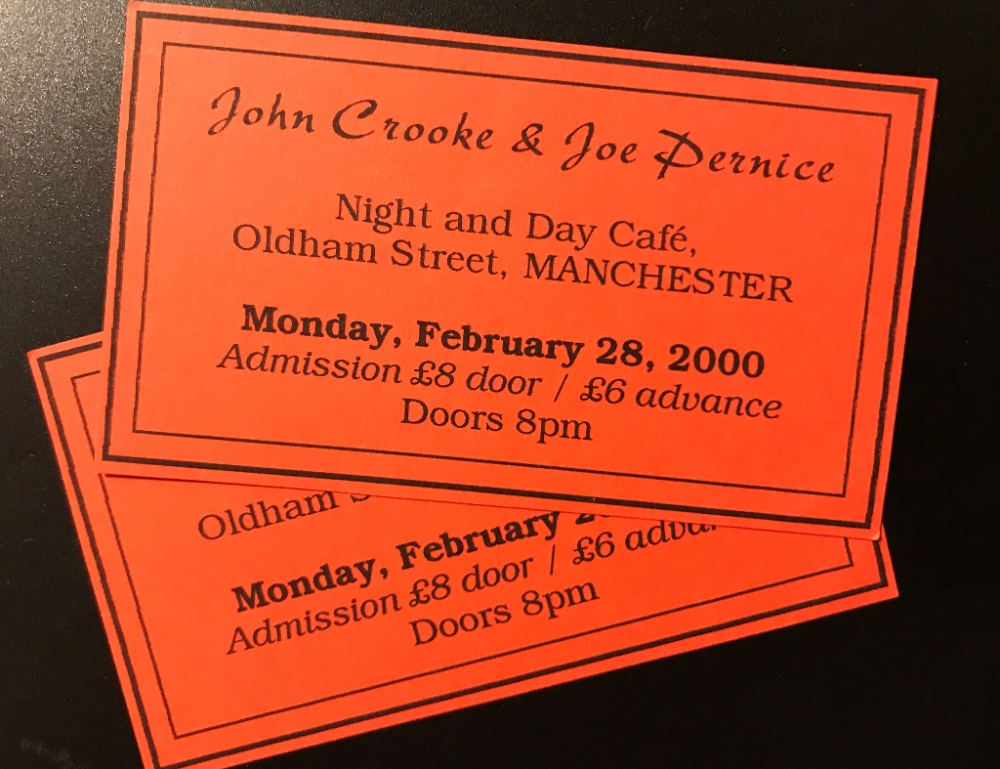 John Crooke & Joe Pernice
Night and Day Café,
Oldham Street, MANCHESTER
Monday, February 28, 2000
Admission £8 door / £6 advance
Doors 8pm
Oldham
Monday, February
Admission £8 door / £6
Doors 8pm